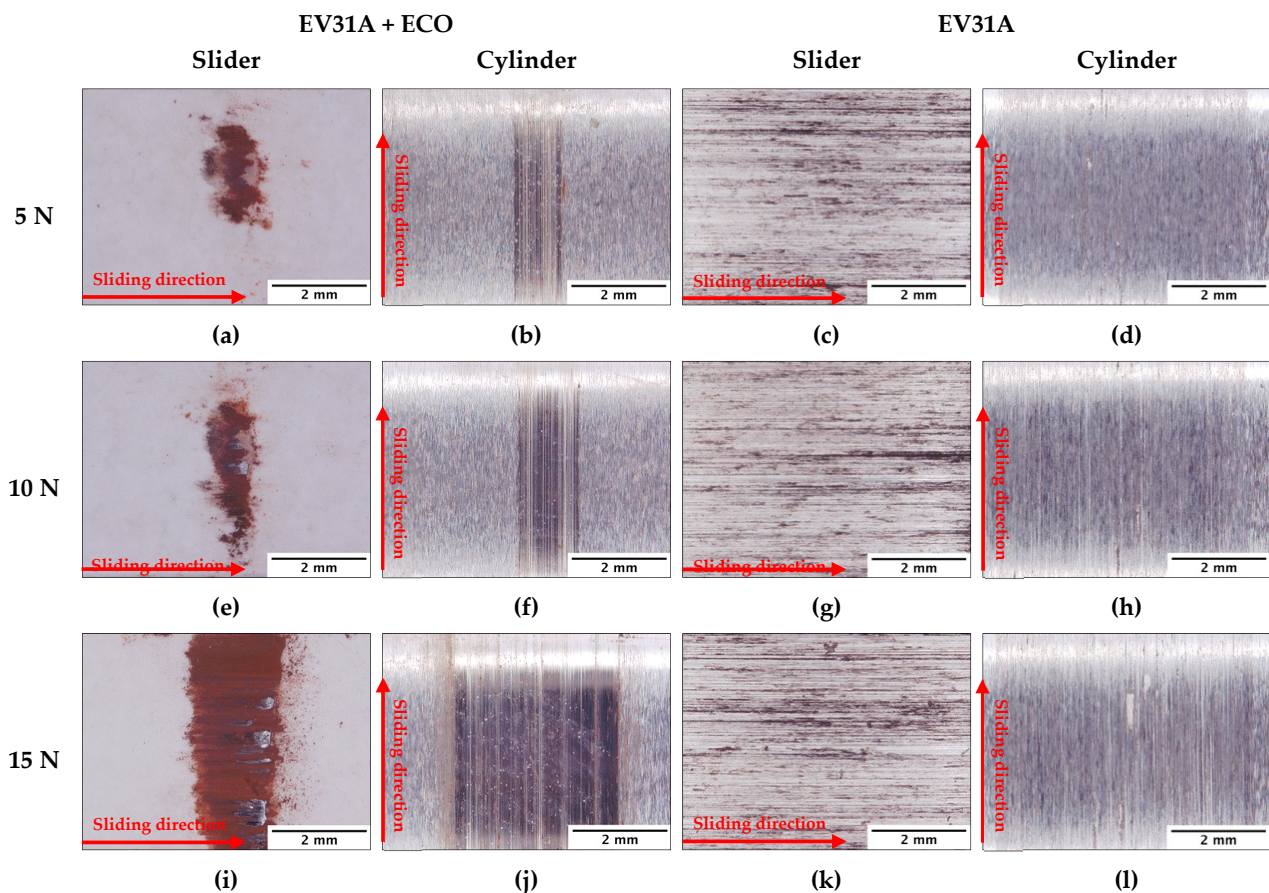 EV31A + ECO EV31A
Slider Cylinder Slider Cylinder
5 N
Sliding direction
2 mm
Sliding direction
2 mm
Sliding direction
2 mm
Sliding direction
2 mm
(a) (b) (c) (d)
10 N
Sliding direction
2 mm
Sliding direction
2 mm
Sliding direction
2 mm
Sliding direction
2 mm
(e) (f) (g) (h)
15 N
Sliding direction
2 mm
Sliding direction
2 mm
Sliding direction
2 mm
Sliding direction
2 mm
(i) (j) (k) (l)